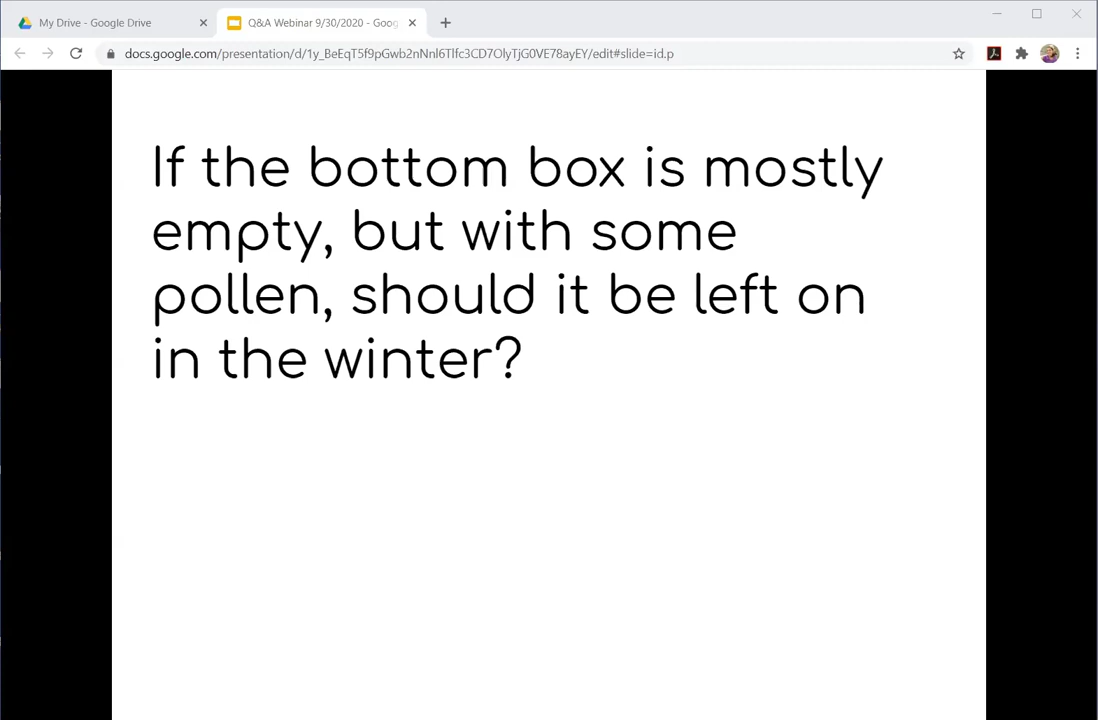 My Drive - Google Drive
Q&A Webinar 9/30/2020 - Goog
docs.google.com/presentation/d/1y_BeEqT5f9pGwb2nNnl6Tlfc3CD7OlyTjG0VE78ayEY/edit#slide=id.p
If the bottom box is mostly
empty, but with some
pollen, should it be left on
in the winter?